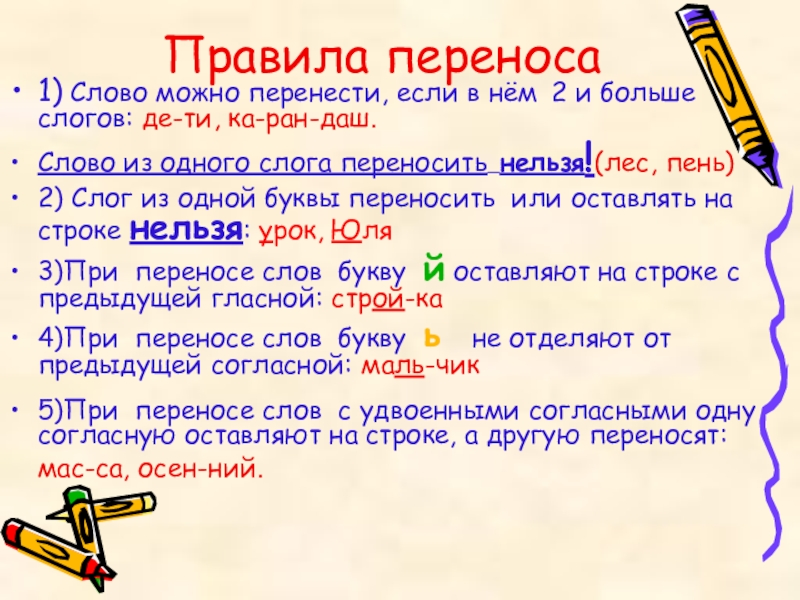 Правила переноса
• 1) Слово можно перенести, если в нём 2 и больше
слогов: де-ти, ка-ран-даш.
• Слово из одного слога переносить нельзя!(лес, пень)
• 2) Слог из одной буквы переносить или оставлять на
строке нельзя: урок, Юля
• 3)При переносе слов букву й оставляют на строке с
предыдущей гласной: строй-ка
• 4)При переносе слов букву ь не отделяют от
предыдущей согласной: маль-чик
• 5)При переносе слов с удвоенными согласными одну
согласную оставляют на строке, а другую переносят:
мас-са, осен-ний.